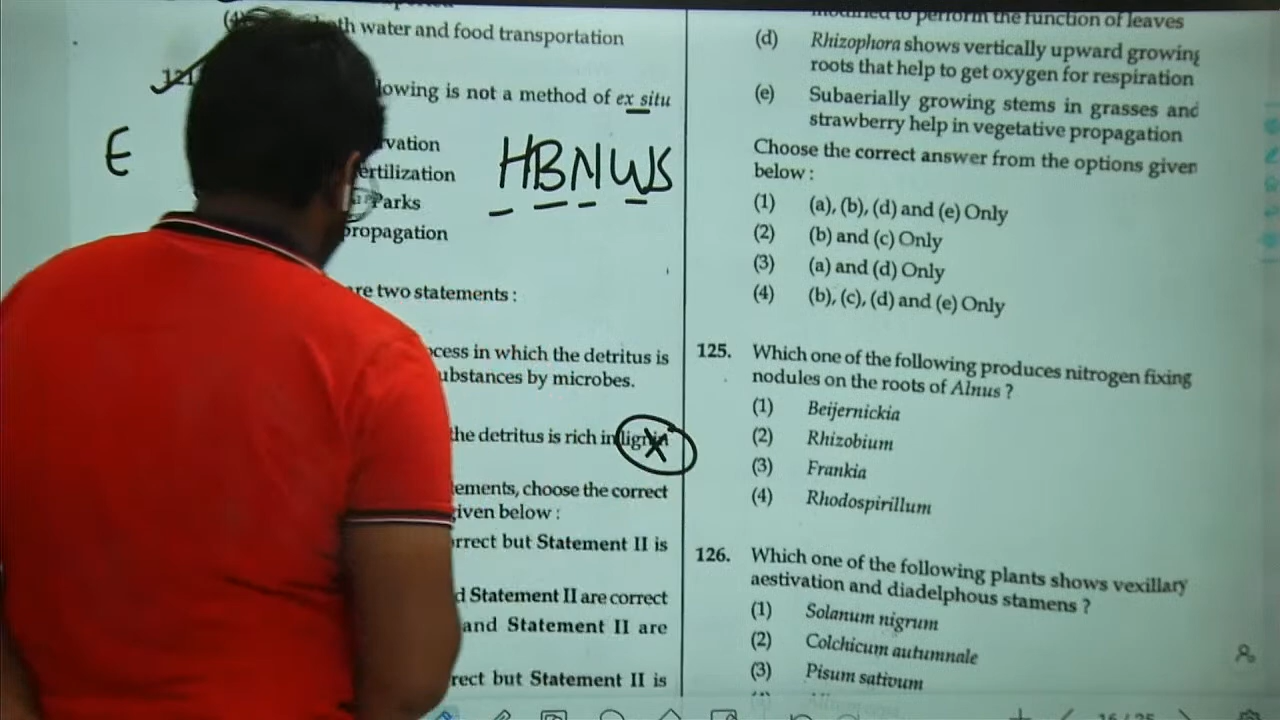 th water and food transportation
121
lowing is not a method of ex situ
vation
ertilization
Parks
ropagation
E
HBNWS
re two statements :
cess in which the detritus is
ubstances by microbes.
the detritus is rich in lignin
ements, choose the correct
given below :
rrect but Statement II is
d Statement II are correct
and Statement II are
rect but Statement II is
modified to perform the function of leaves
(d) Rhizophora shows vertically upward growing
roots that help to get oxygen for respiration
(e) Subaerially growing stems in grasses and
strawberry help in vegetative propagation
Choose the correct answer from the options given
below :
(1) (a), (b), (d) and (e) Only
(2) (b) and (c) Only
(3) (a) and (d) Only
(4) (b), (c), (d) and (e) Only
125. Which one of the following produces nitrogen fixing
nodules on the roots of Alnus ?
(1) Beijernickia
(2) Rhizobium
(3) Frankia
(4) Rhodospirillum
126. Which one of the following plants shows vexillary
aestivation and diadelphous stamens ?
(1) Solanum nigrum
(2) Colchicum autumnale
(3) Pisum sativum